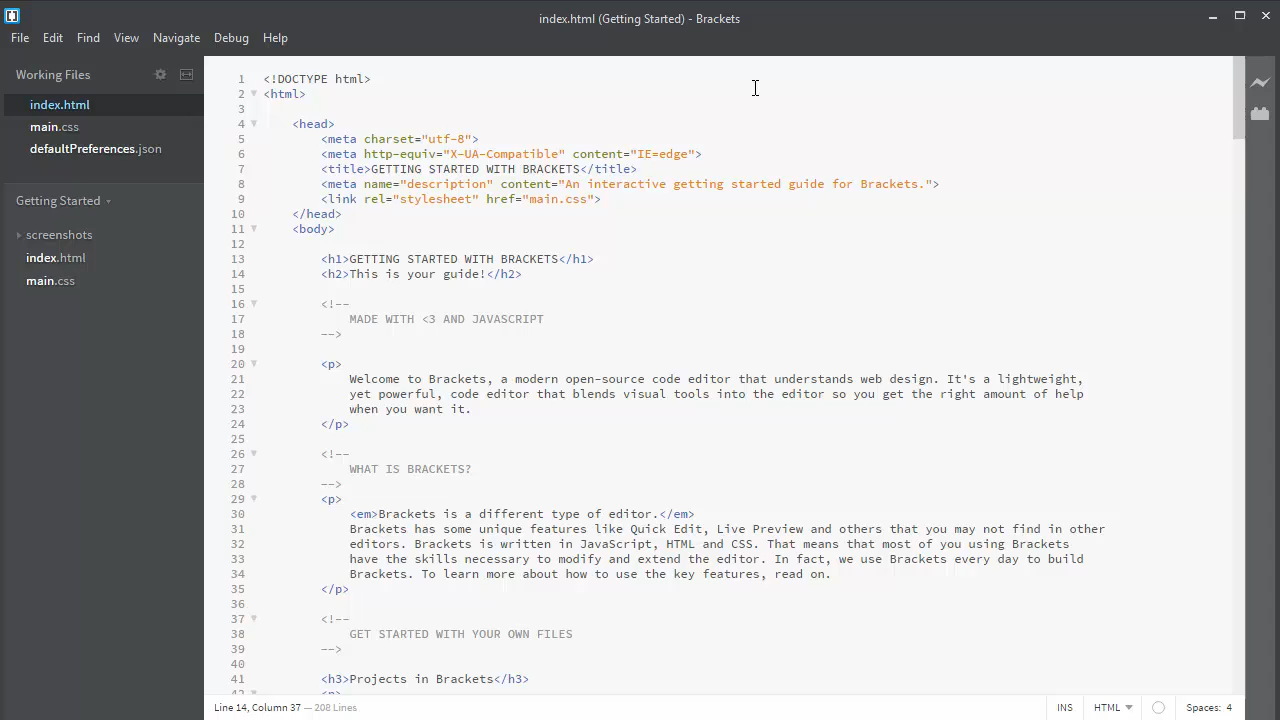 index.html (Getting Started) - Brackets
File Edit Find View Navigate Debug Help
Working Files
index.html
main.css
defaultPreferences.json
Getting Started
screenshots
index.html
main.css
1 <!DOCTYPE html>
2 <html>
3
4 <head>
5 <meta charset="utf-8">
6 <meta http-equiv="X-UA-Compatible" content="IE=edge">
7 <title>GETTING STARTED WITH BRACKETS</title>
8 <meta name="description" content="An interactive getting started guide for Brackets.">
9 <link rel="stylesheet" href="main.css">
10 </head>
11 <body>
12
13 <h1>GETTING STARTED WITH BRACKETS</h1>
14 <h2>This is your guide!</h2>
15
16 <!--
17 MADE WITH <3 AND JAVASCRIPT
18 -->
19
20 <p>
21 Welcome to Brackets, a modern open-source code editor that understands web design. It's a lightweight,
22 yet powerful, code editor that blends visual tools into the editor so you get the right amount of help
23 when you want it.
24 </p>
25
26 <!--
27 WHAT IS BRACKETS?
28 -->
29 <p>
30 <em>Brackets is a different type of editor.</em>
31 Brackets has some unique features like Quick Edit, Live Preview and others that you may not find in other
32 editors. Brackets is written in JavaScript, HTML and CSS. That means that most of you using Brackets
33 have the skills necessary to modify and extend the editor. In fact, we use Brackets every day to build
34 Brackets. To learn more about how to use the key features, read on.
35 </p>
36
37 <!--
38 GET STARTED WITH YOUR OWN FILES
39 -->
40
41 <h3>Projects in Brackets</h3>
42 <p>
Line 14, Column 37 — 208 Lines
INS HTML Spaces: 4